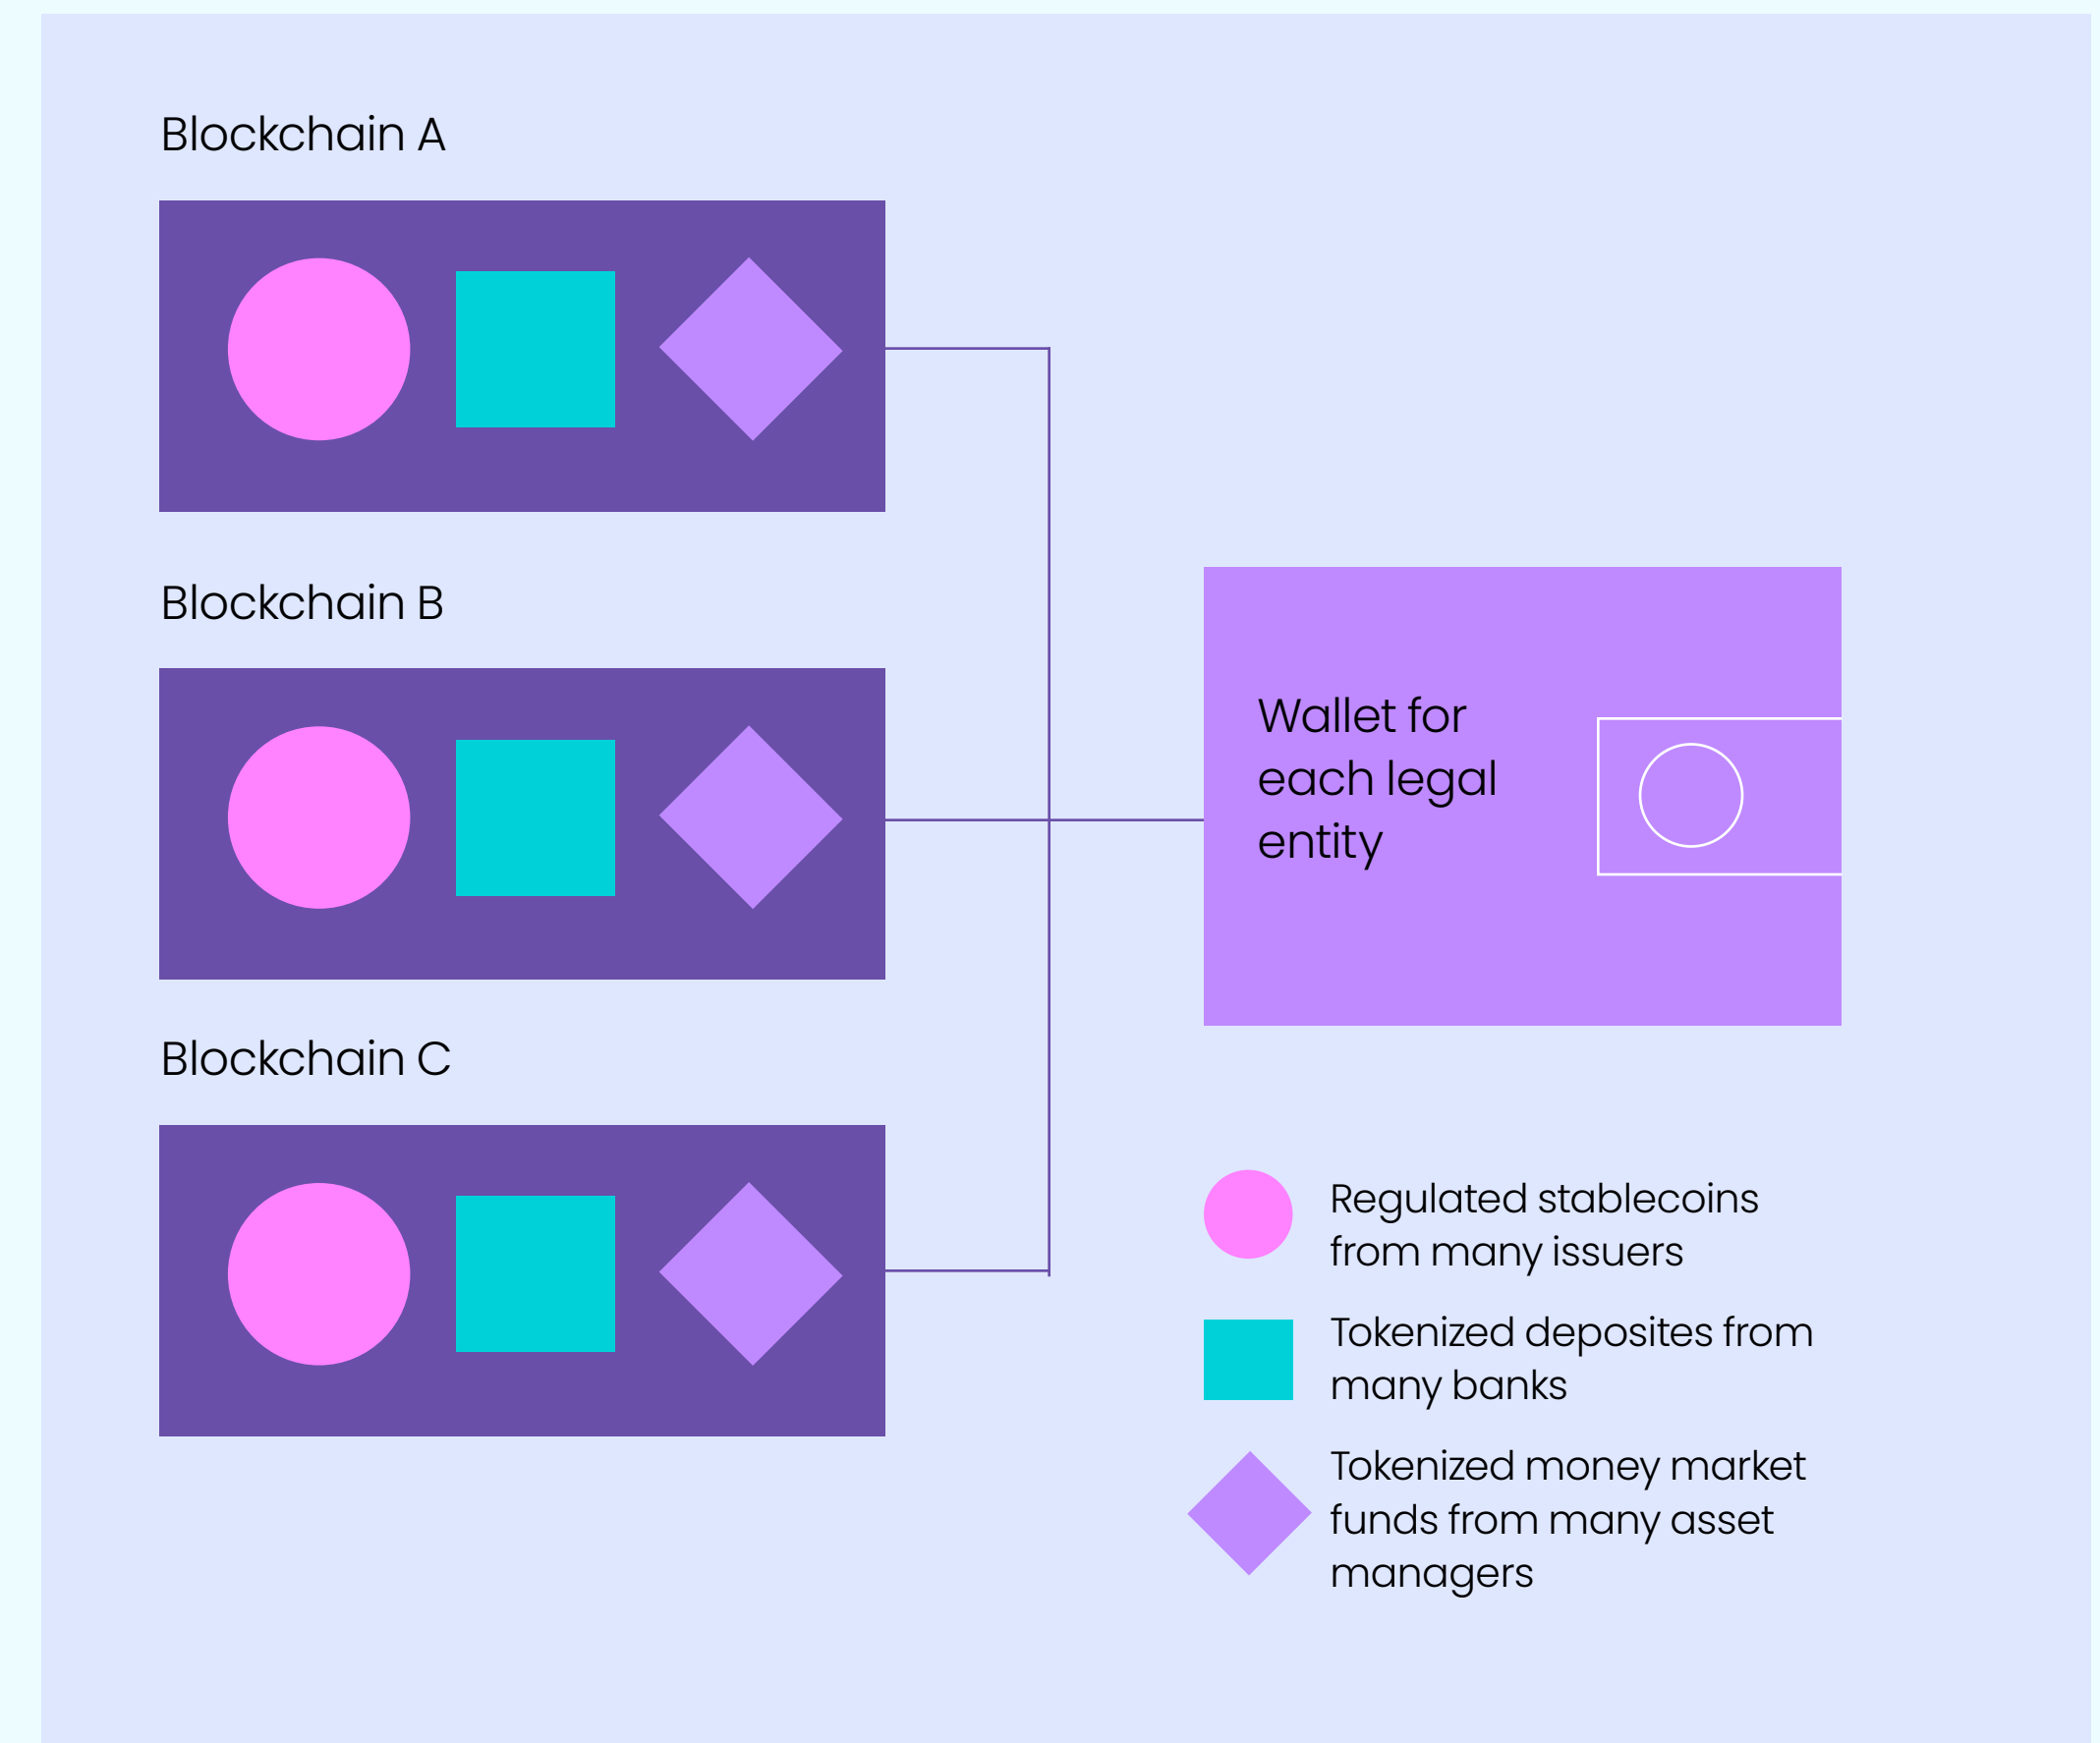 Blockchain A
Blockchain B
Wallet for
each legal
entity
Blockchain C
Regulated stablecoins
from many issuers
Tokenized deposites from
many banks
Tokenized money market
funds from many asset
managers